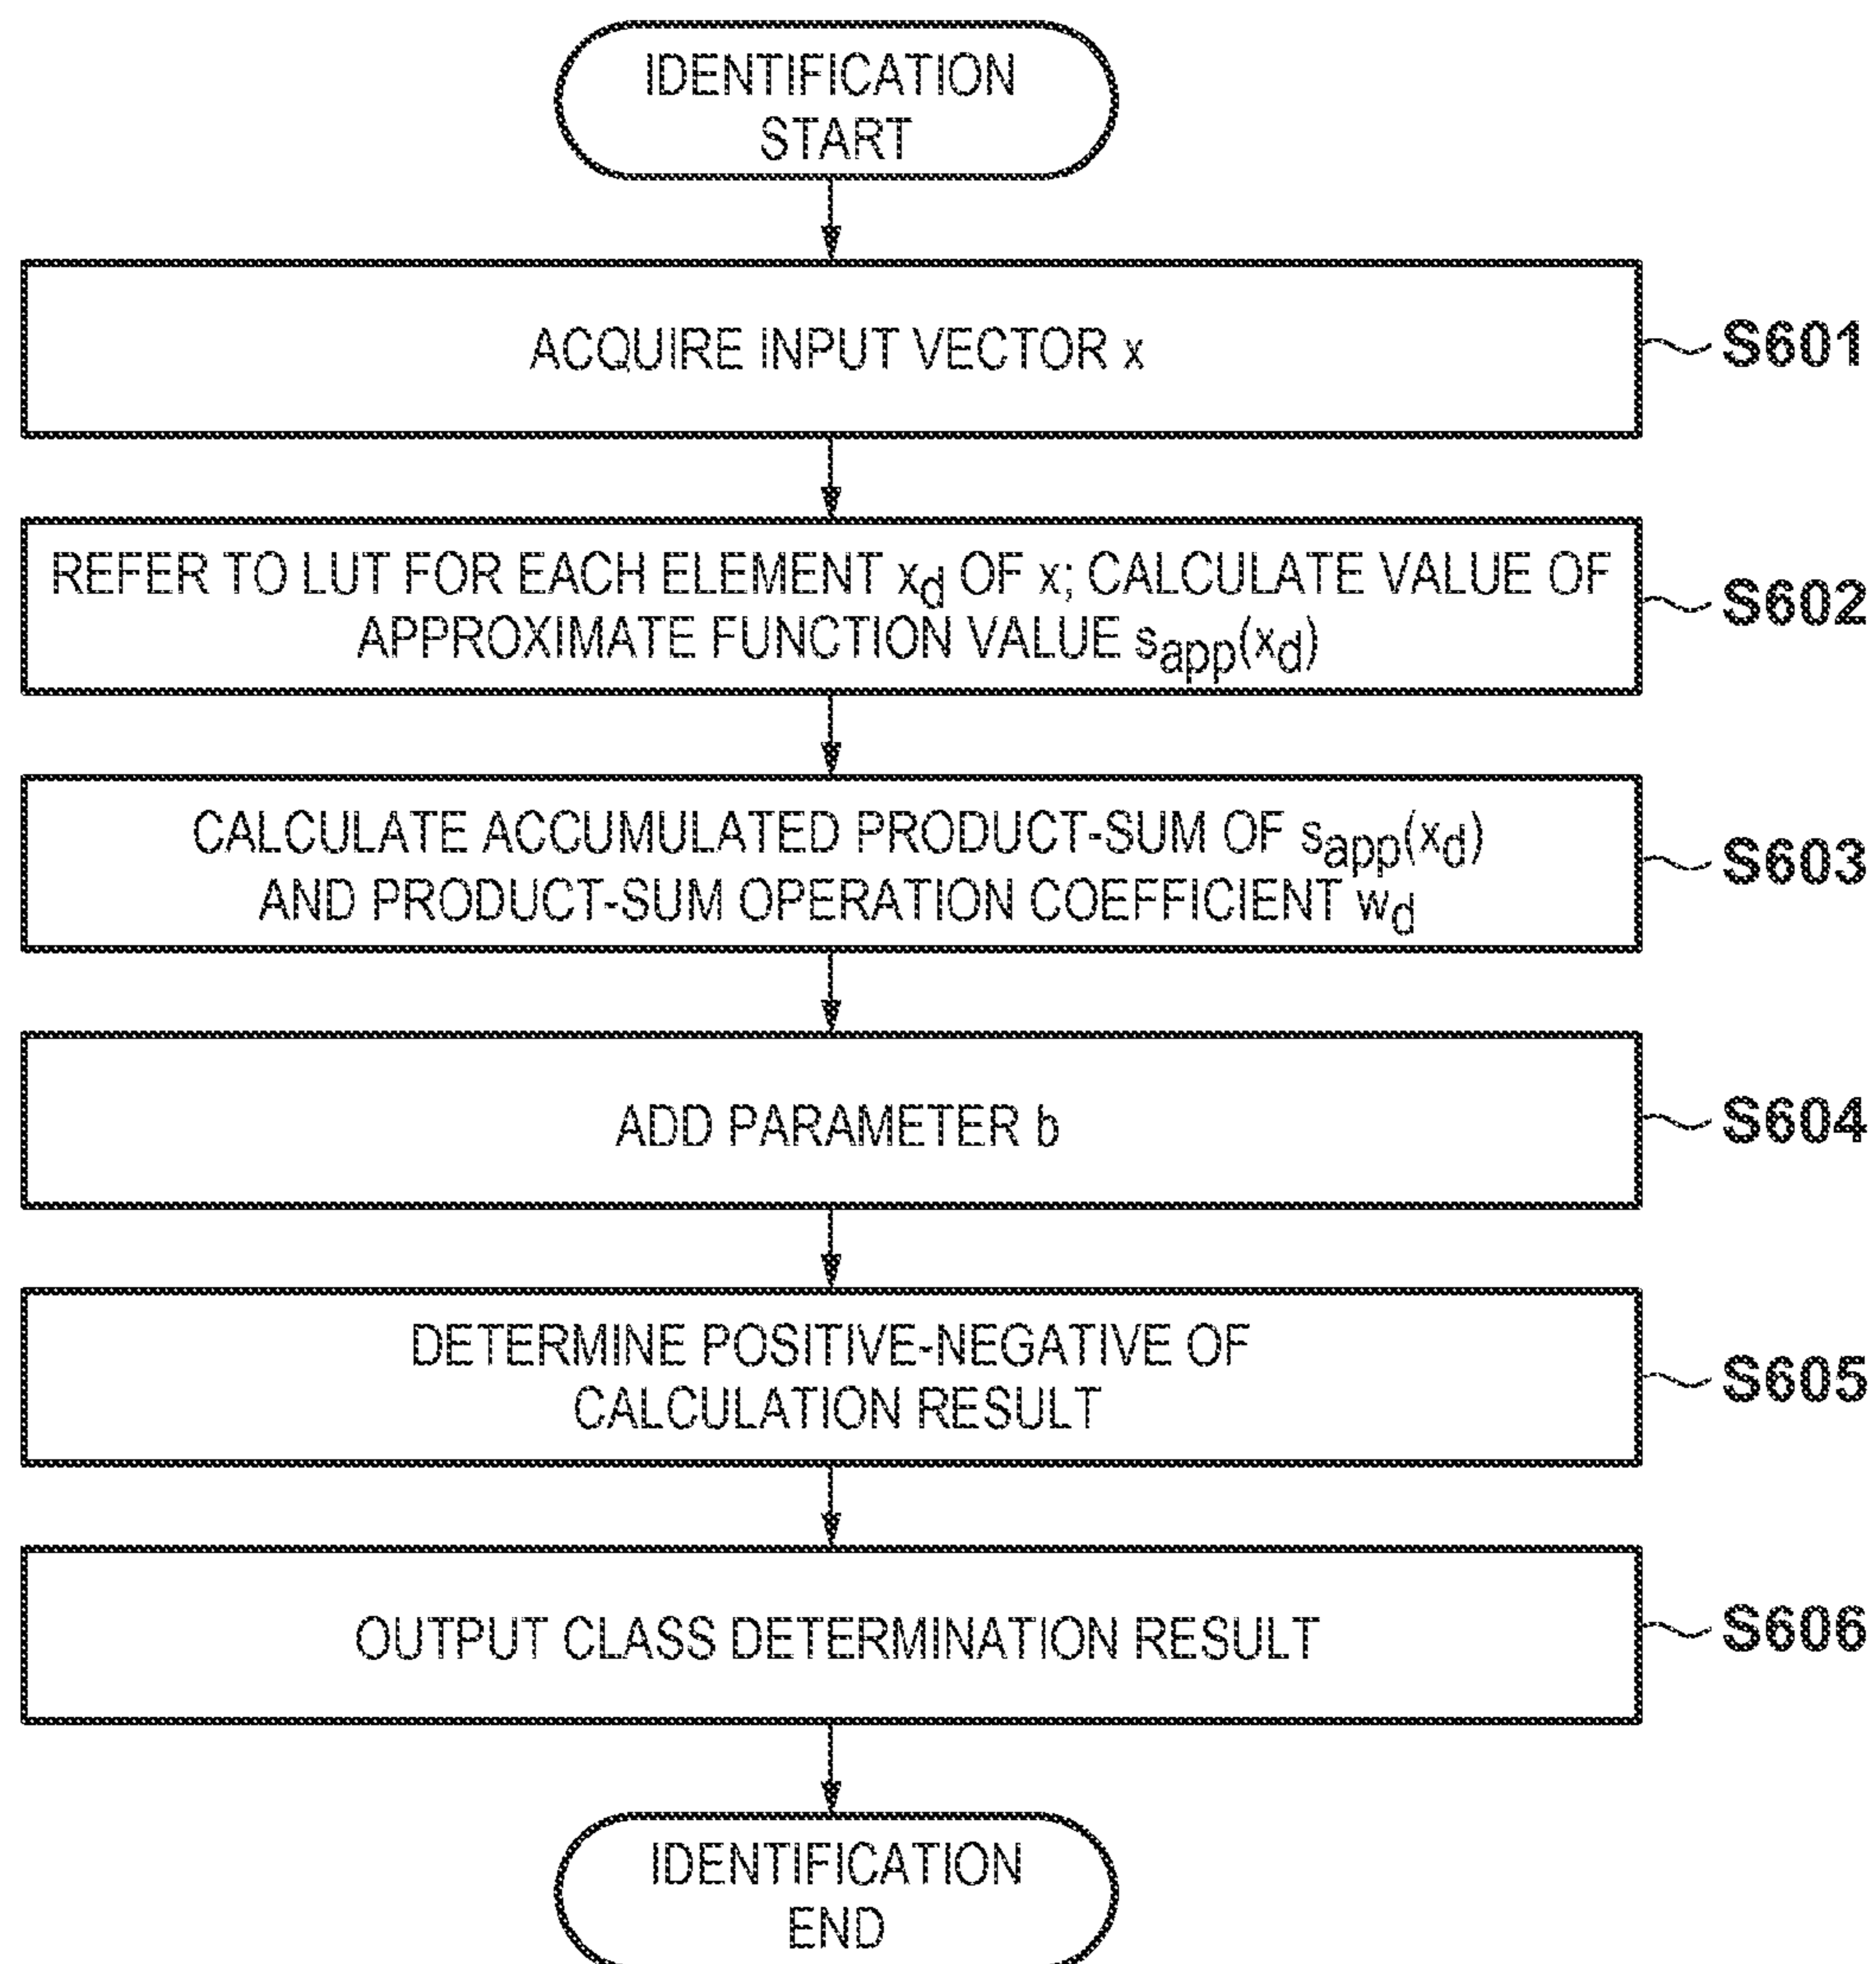 IDENTIFICATION
START
ACQUIRE INPUT VECTOR x
S601
REFER TO LUT FOR EACH ELEMENT xd OF x; CALCULATE VALUE OF
APPROXIMATE FUNCTION VALUE sapp(xd)
S602
CALCULATE ACCUMULATED PRODUCT-SUM OF sapp(xd)
AND PRODUCT-SUM OPERATION COEFFICIENT wd
S603
ADD PARAMETER b
S604
DETERMINE POSITIVE-NEGATIVE OF
CALCULATION RESULT
S605
OUTPUT CLASS DETERMINATION RESULT
S606
IDENTIFICATION
END